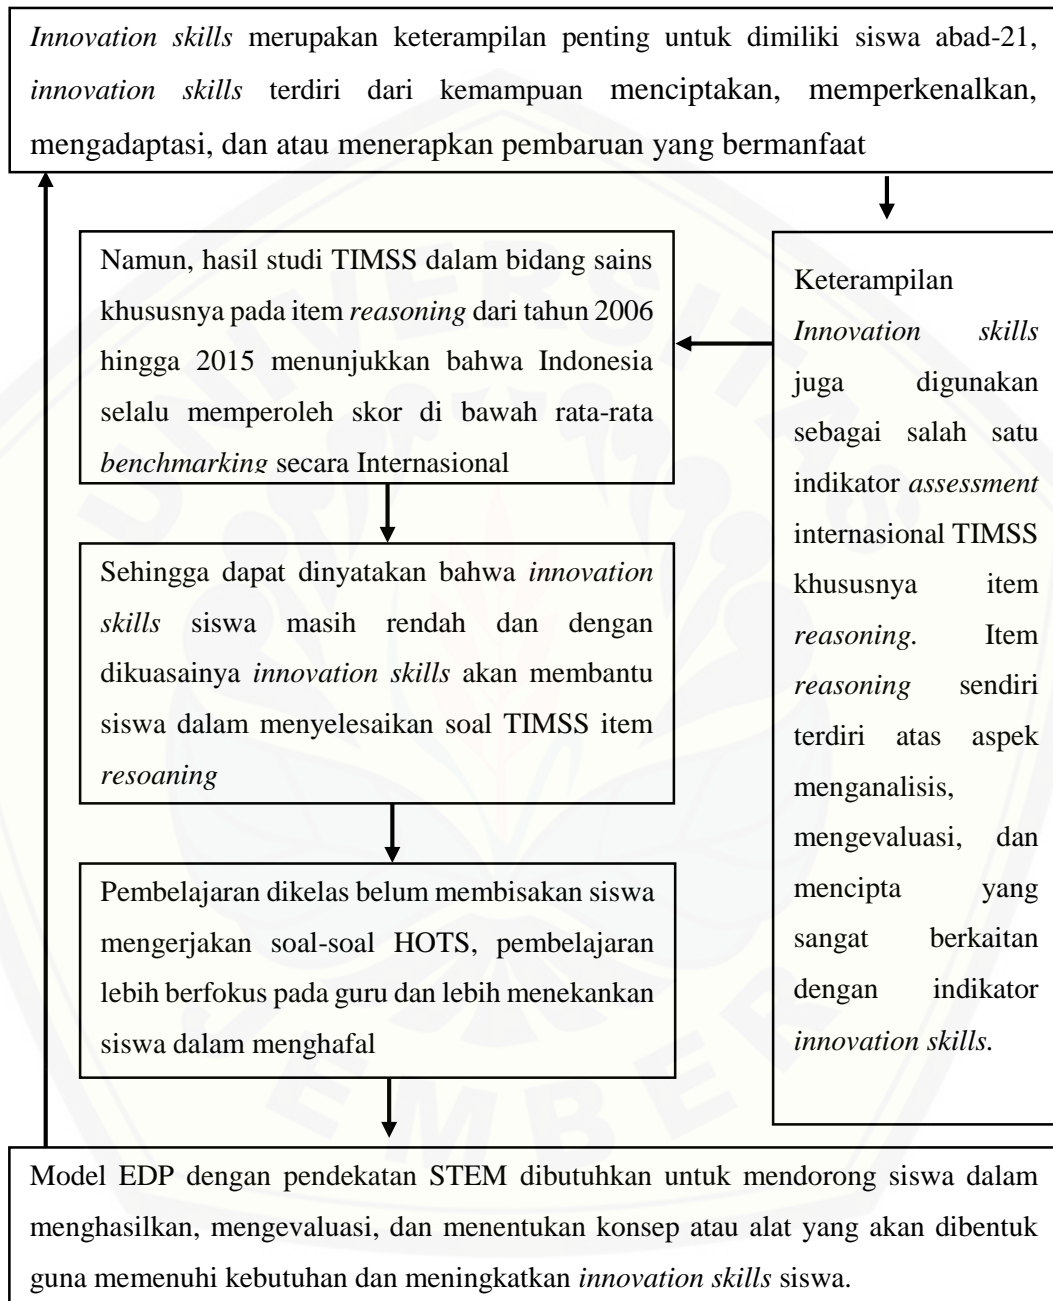 Innovation skills merupakan keterampilan penting untuk dimiliki siswa abad-21,
innovation skills terdiri dari kemampuan menciptakan, memperkenalkan,
mengadaptasi, dan atau menerapkan pembaruan yang bermanfaat
Keterampilan
Innovation skills
juga digunakan
sebagai salah satu
indikator assessment
internasional TIMSS
khususnya item
reasoning. Item
reasoning sendiri
terdiri atas aspek
menganalisis,
mengevaluasi, dan
mencipta yang
sangat berkaitan
dengan indikator
innovation skills.
Namun, hasil studi TIMSS dalam bidang sains
khususnya pada item reasoning dari tahun 2006
hingga 2015 menunjukkan bahwa Indonesia
selalu memperoleh skor di bawah rata-rata
benchmarking secara Internasional
Sehingga dapat dinyatakan bahwa innovation
skills siswa masih rendah dan dengan
dikuasainya innovation skills akan membantu
siswa dalam menyelesaikan soal TIMSS item
resoaning
Pembelajaran dikelas belum membisakan siswa
mengerjakan soal-soal HOTS, pembelajaran
lebih berfokus pada guru dan lebih menekankan
siswa dalam menghafal
Model EDP dengan pendekatan STEM dibutuhkan untuk mendorong siswa dalam
menghasilkan, mengevaluasi, dan menentukan konsep atau alat yang akan dibentuk
guna memenuhi kebutuhan dan meningkatkan innovation skills siswa.
UNIVERSITAS
JEMBER